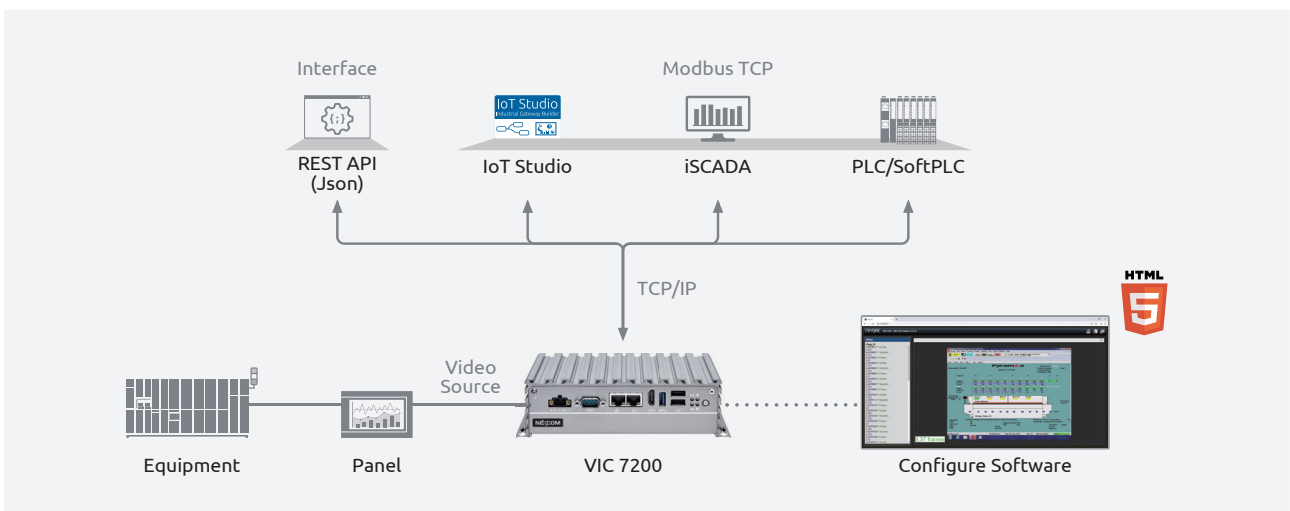 Interface
Modbus TCP
{;}
IoT Studio
Industrial Gateway Builder
REST API
(Json)
IoT Studio
iSCADA
PLC/SoftPLC
TCP/IP
HTML
5
Video
Source
NEXCOM
Equipment
Panel
VIC 7200
Configure Software